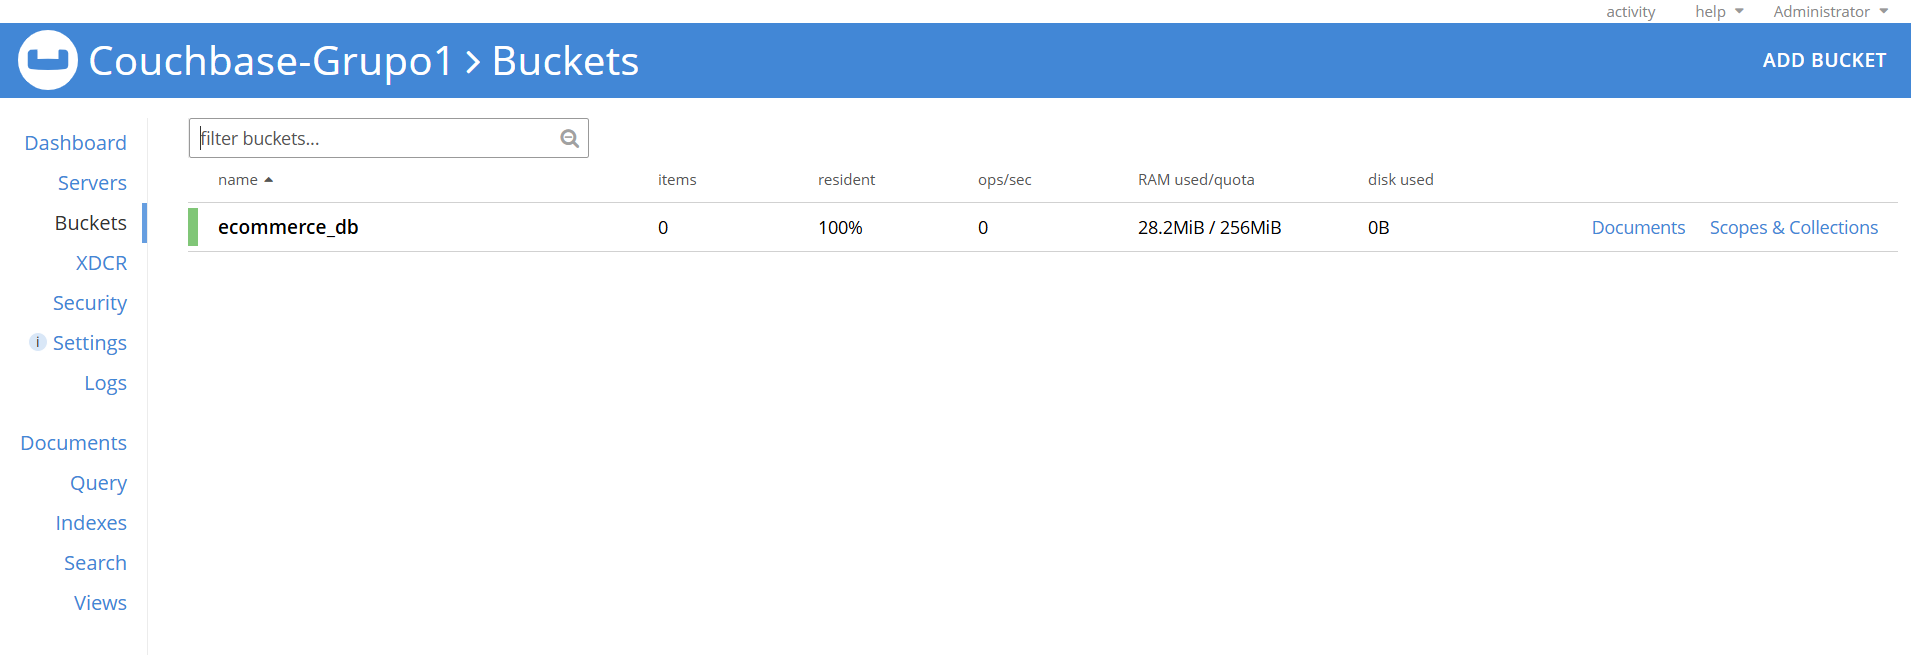 activity help Administrator
Couchbase-Grupo1 > Buckets ADD BUCKET
filter buckets...
Dashboard
Servers
Buckets
XDCR
Security
i Settings
Logs
Documents
Query
Indexes
Search
Views
name items resident ops/sec RAM used/quota disk used
ecommerce_db 0 100% 0 28.2MiB / 256MiB 0B Documents Scopes & Collections